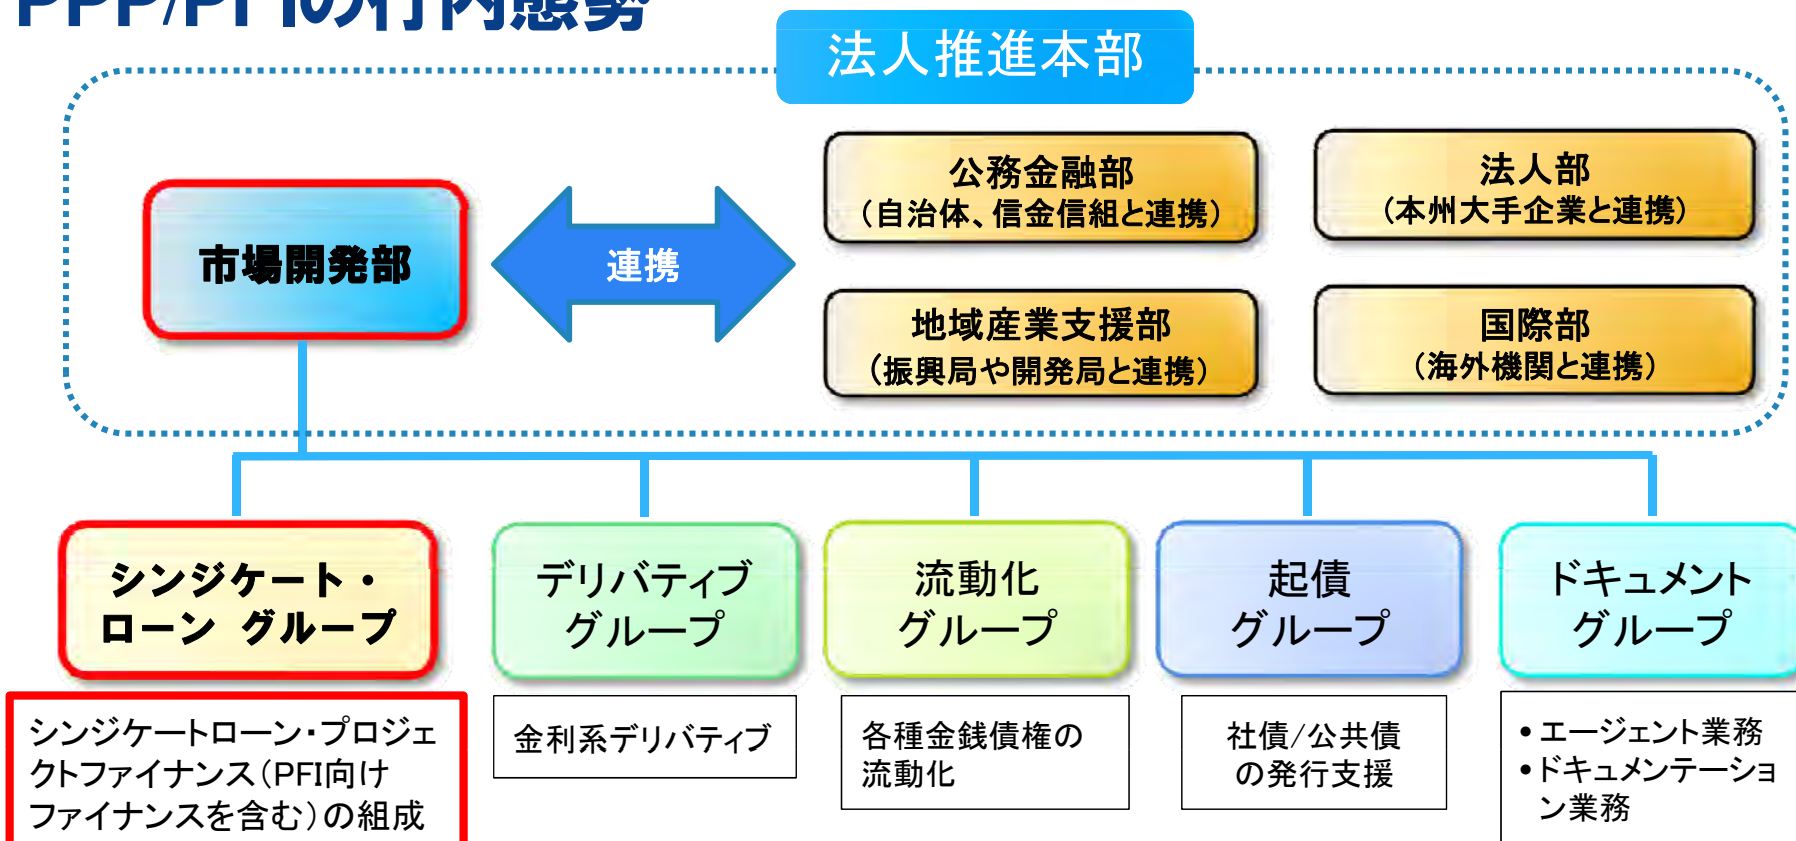 PPP/PFIの行内態勢
法人推進本部
市場開発部
連携
公務金融部
(自治体、信金信組と連携)
法人部
(本州大手企業と連携)
地域産業支援部
(振興局や開発局と連携)
国際部
(海外機関と連携)
シンジケート・
ローン グループ
デリバティブ
グループ
流動化
グループ
起債
グループ
ドキュメント
グループ
シンジケートローン・プロジェ
クトファイナンス(PFI向け
ファイナンスを含む)の組成
金利系デリバティブ
各種金銭債権の
流動化
社債/公共債
の発行支援
•エージェント業務
•ドキュメンテーショ
ン業務